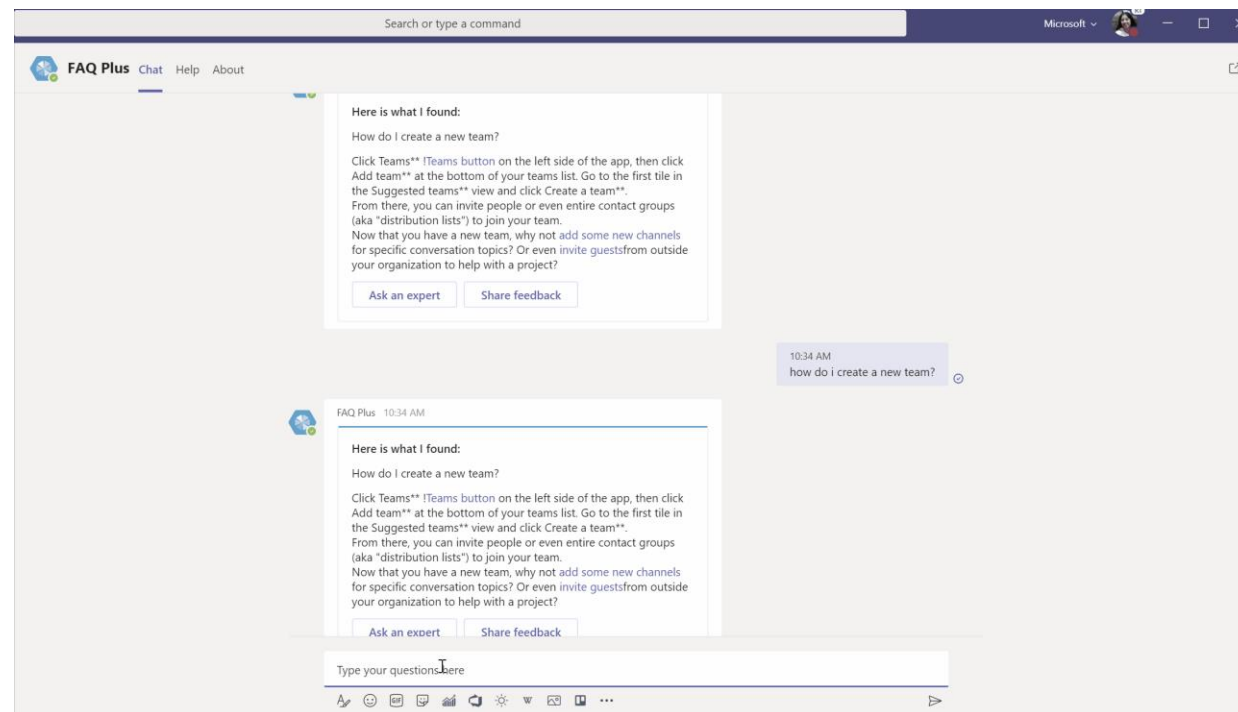 Search or type a command
Microsoft
FAQ Plus Chat Help About
Here is what I found:
How do I create a new team?
Click Teams** !Teams button on the left side of the app, then click
Add team** at the bottom of your teams list. Go to the first tile in
the Suggested teams** view and click Create a team**.
From there, you can invite people or even entire contact groups
(aka "distribution lists") to join your team.
Now that you have a new team, why not add some new channels
for specific conversation topics? Or even invite guestsfrom outside
your organization to help with a project?
Ask an expert Share feedback
10:34 AM
how do i create a new team?
FAQ Plus 10:34 AM
Here is what I found:
How do I create a new team?
Click Teams** !Teams button on the left side of the app, then click
Add team** at the bottom of your teams list. Go to the first tile in
the Suggested teams** view and click Create a team**.
From there, you can invite people or even entire contact groups
(aka "distribution lists") to join your team.
Now that you have a new team, why not add some new channels
for specific conversation topics? Or even invite guestsfrom outside
your organization to help with a project?
Ask an expert Share feedback
Type your questions here
GIF W